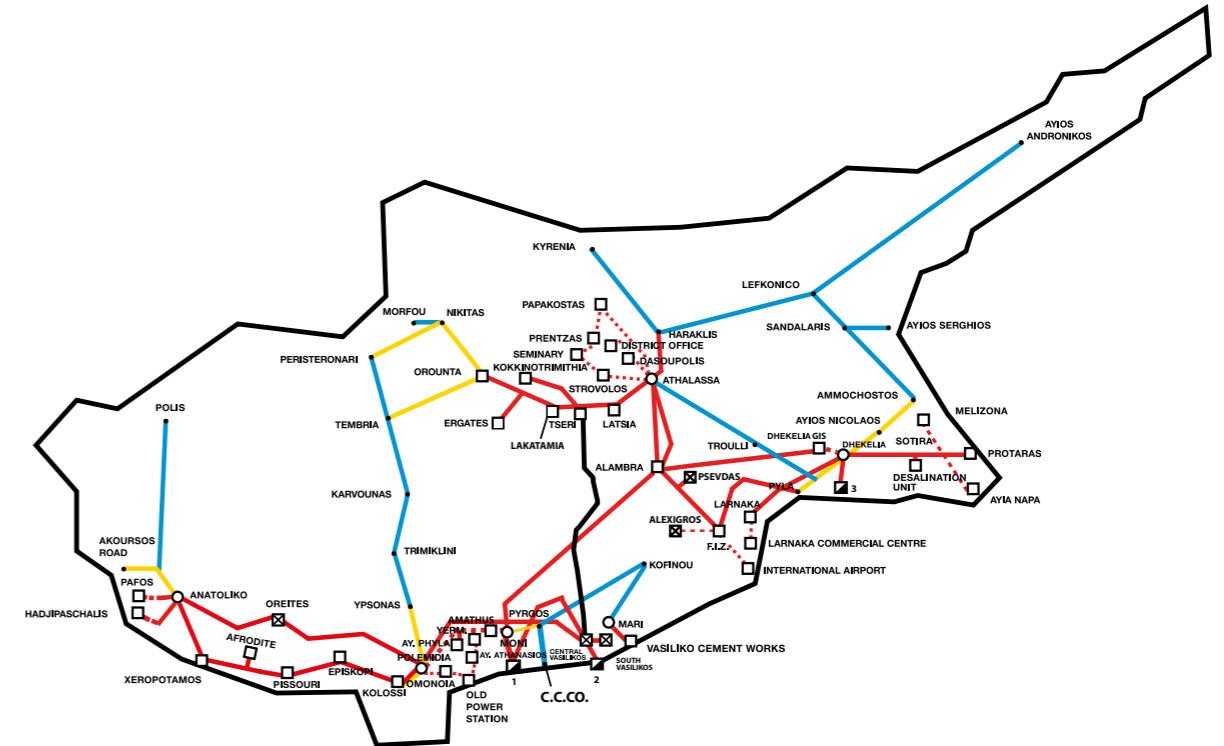 AYIOS
ANDRONIKOS
KYRENIA
LEFKONICO
PAPAKOSTAS
MORFOU
NIKITAS
SANDALARIS
AYIOS SERGHIOS
PRENTZAS
HARAKLIS
DISTRICT OFFICE
SEMINARY
PERISTERONARI
DASOUPOLIS
KOKKINOTRIMITHIA
OROUNTA
ATHALASSA
STROVOLOS
AMMOCHOSTOS
POLIS
MELIZONA
TEMBRIA
ERGATES
TSERI
LATSIA
AYIOS NICOLAOS
LAKATAMIA
TROULLI
DHEKELIA GIS
DHEKELIA
SOTIRA
PROTARAS
ALAMBRA
PSEVDAS
PYLA
DESALINATION
UNIT
3
KARVOUNAS
LARNAKA
AYIA NAPA
ALEXIGROS
AKOURSOS
ROAD
F.I.Z.
LARNAKA COMMERCIAL CENTRE
TRIMIKLINI
KOFINOU
INTERNATIONAL AIRPORT
PAFOS
ANATOLIKO
YPSONAS
OREITES
HADJIPASCHALIS
AMATHUS
PYRGOS
MARI
YERM.
MONI
AFRODITE
AY. PHYLA
VASILIKO CEMENT WORKS
POLEMIDIA
AY. ATHANASIOS
CENTRAL
VASILIKOS
SOUTH
VASILIKOS
EPISKOPI
XEROPOTAMOS
PISSOURI
KOLOSSI
OMONOIA
1
2
OLD
POWER
STATION
C.C.CO.